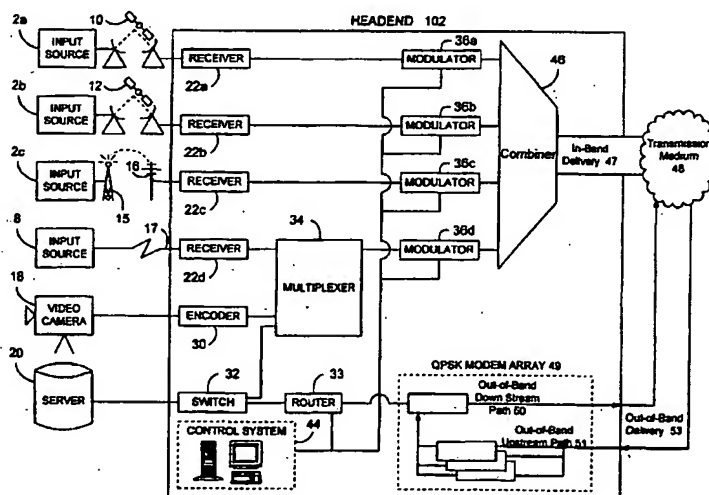 HEADEND 102
2a
10
INPUT SOURCE
RECEIVER
22a
36a
MODULATOR
46
2b
12
INPUT SOURCE
RECEIVER
22b
36b
MODULATOR
Combiner
In-Band Delivery 47
Transmission Medium 48
2c
16
INPUT SOURCE
15
RECEIVER
22c
36c
MODULATOR
8
17
INPUT SOURCE
RECEIVER
22d
34
MULTIPLEXER
36d
MODULATOR
18
VIDEO CAMERA
ENCODER
30
20
SERVER
32
SWITCH
33
ROUTER
CONTROL SYSTEM
44
QPSK MODEM ARRAY 49
Out-of-Band Down Stream Path 50
Out-of-Band Upstream Path 51
Out-of-Band Delivery 53